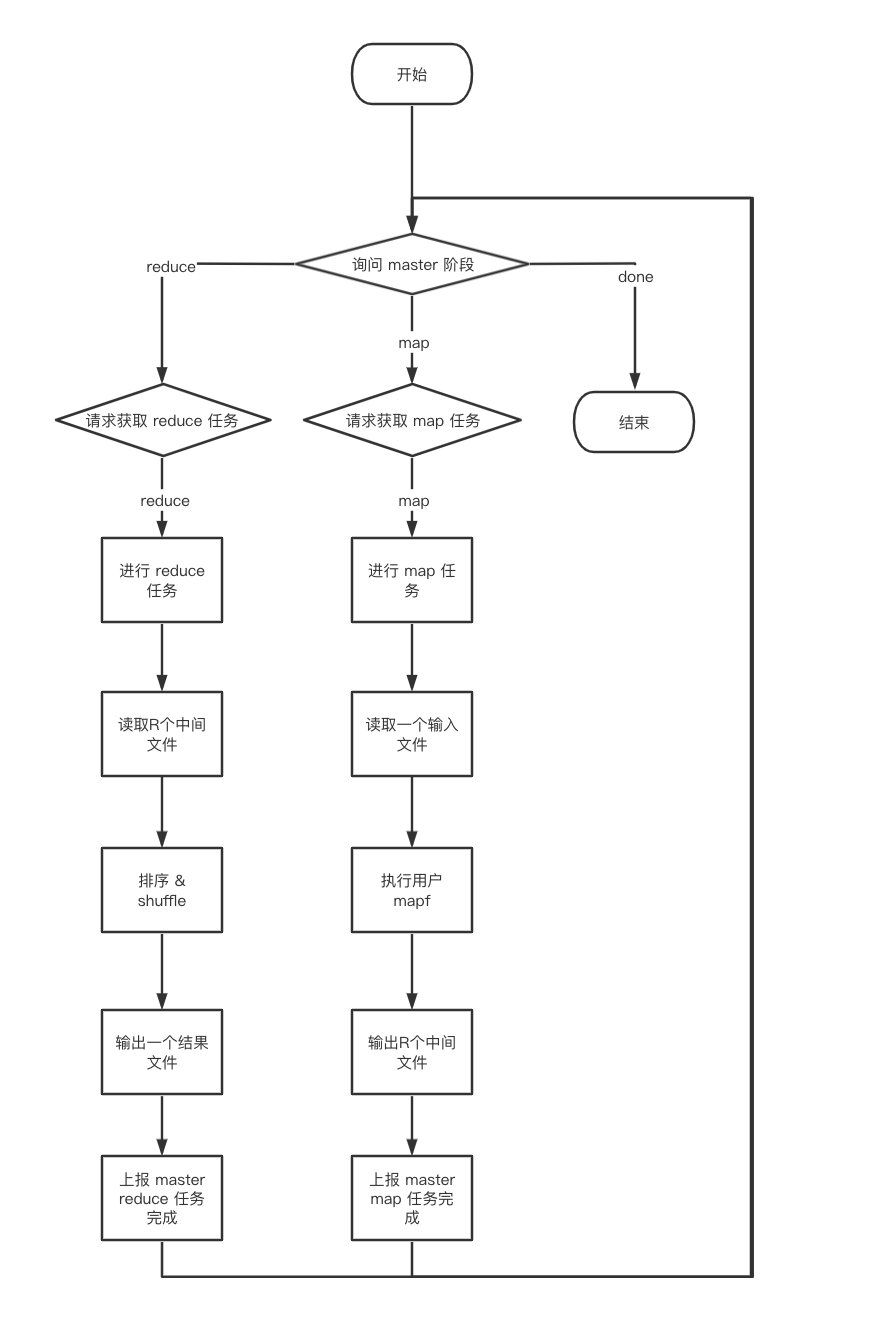 开始
询问 master 阶段
reduce
done
map
请求获取 reduce 任务
请求获取 map 任务
结束
reduce
map
进行 reduce
任务
进行 map 任
务
读取R个中间
文件
读取一个输入
文件
排序 &
shuffle
执行用户
mapf
输出一个结果
文件
输出R个中间
文件
上报 master
reduce 任务
完成
上报 master
map 任务完
成